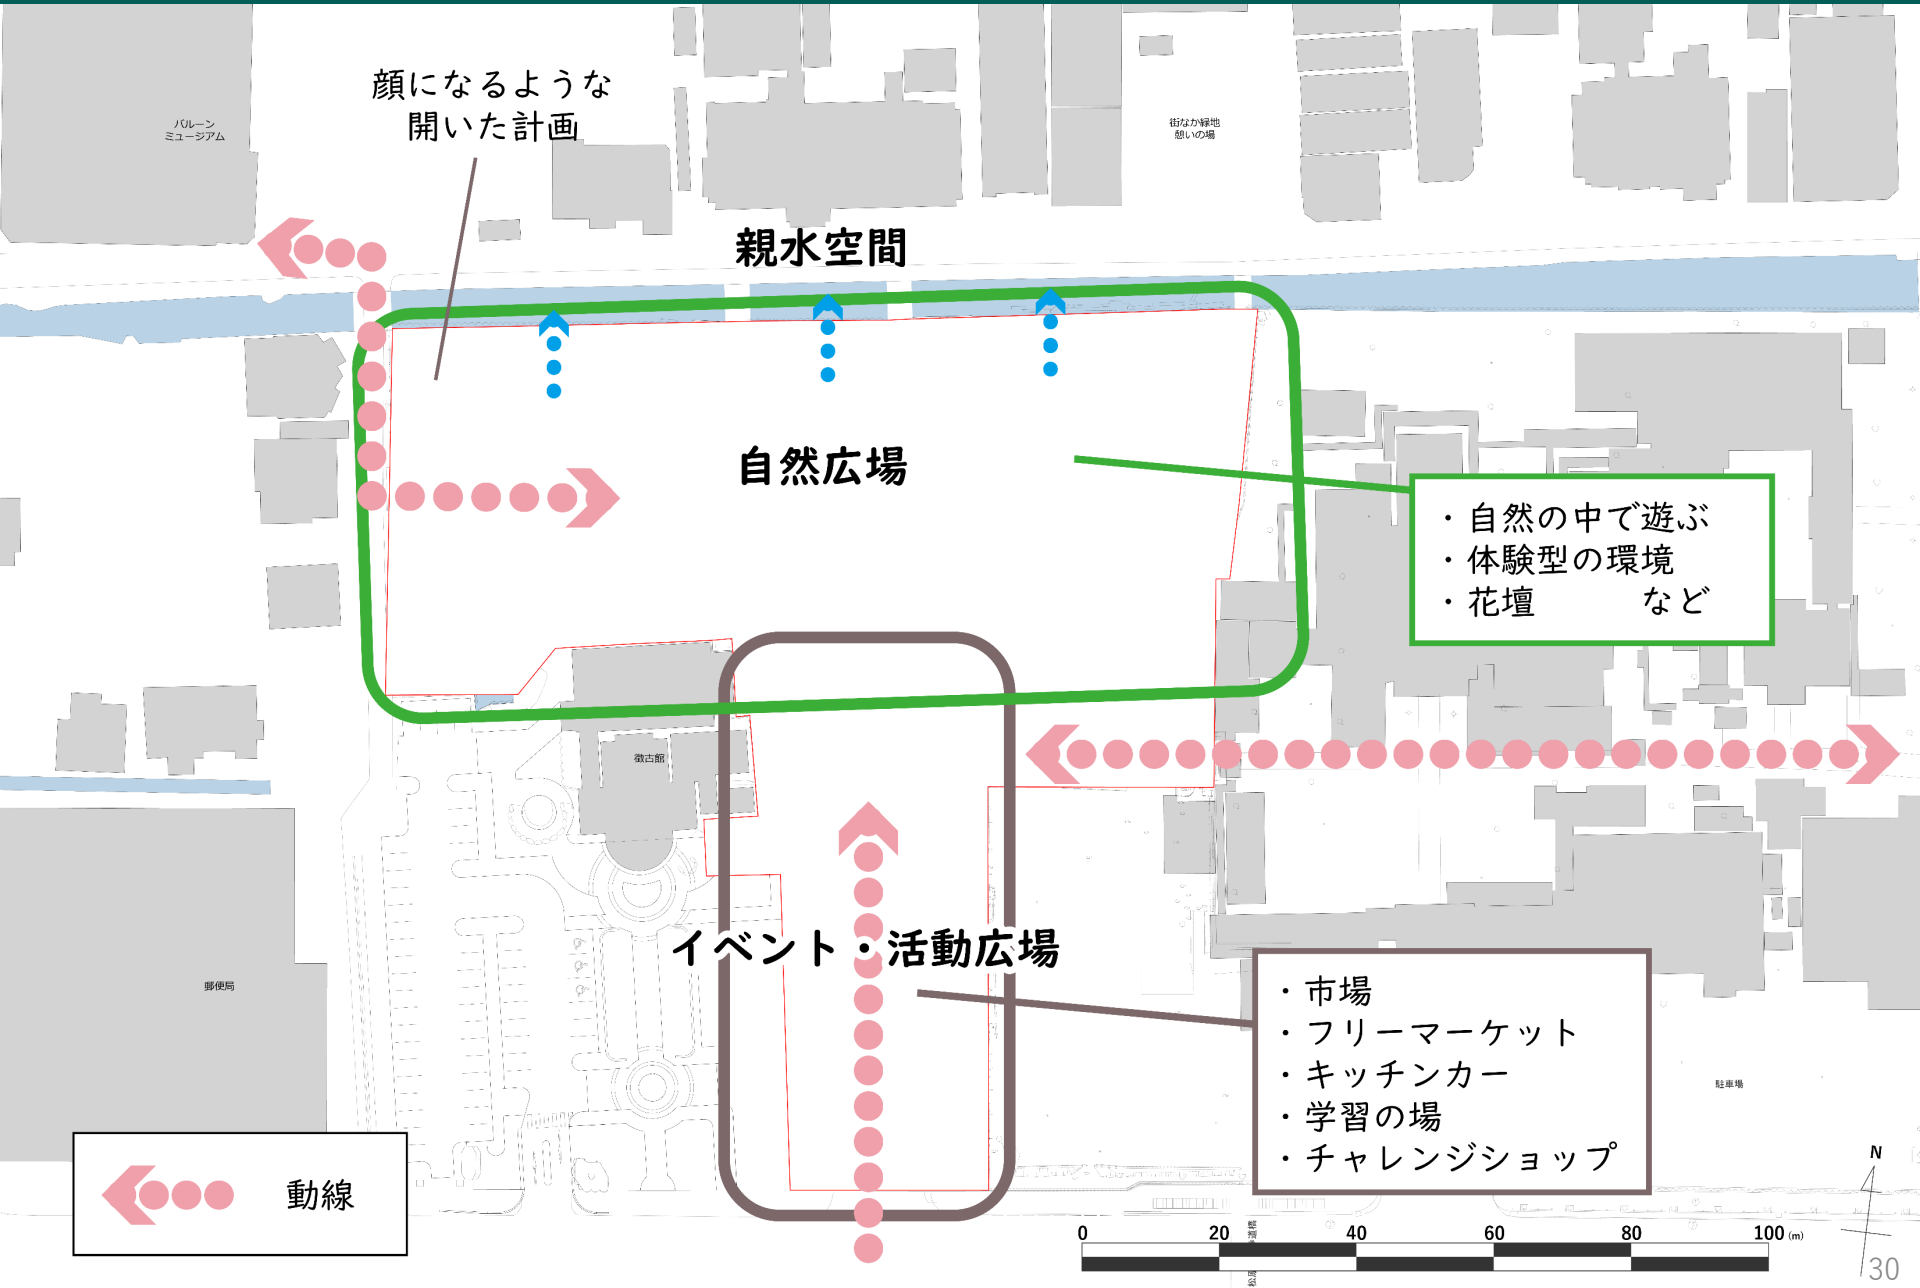 顔になるような
開いた計画
バルーン
ミュージアム
街なか緑地
憩いの場
親水空間
自然広場
・自然の中で遊ぶ
・体験型の環境
・花壇 など
徴古館
イベント・活動広場
郵便局
・市場
・フリーマーケット
・キッチンカー
・学習の場
・チャレンジショップ
駐車場
動線
N
0 20 40 60 80 100 (m)
30